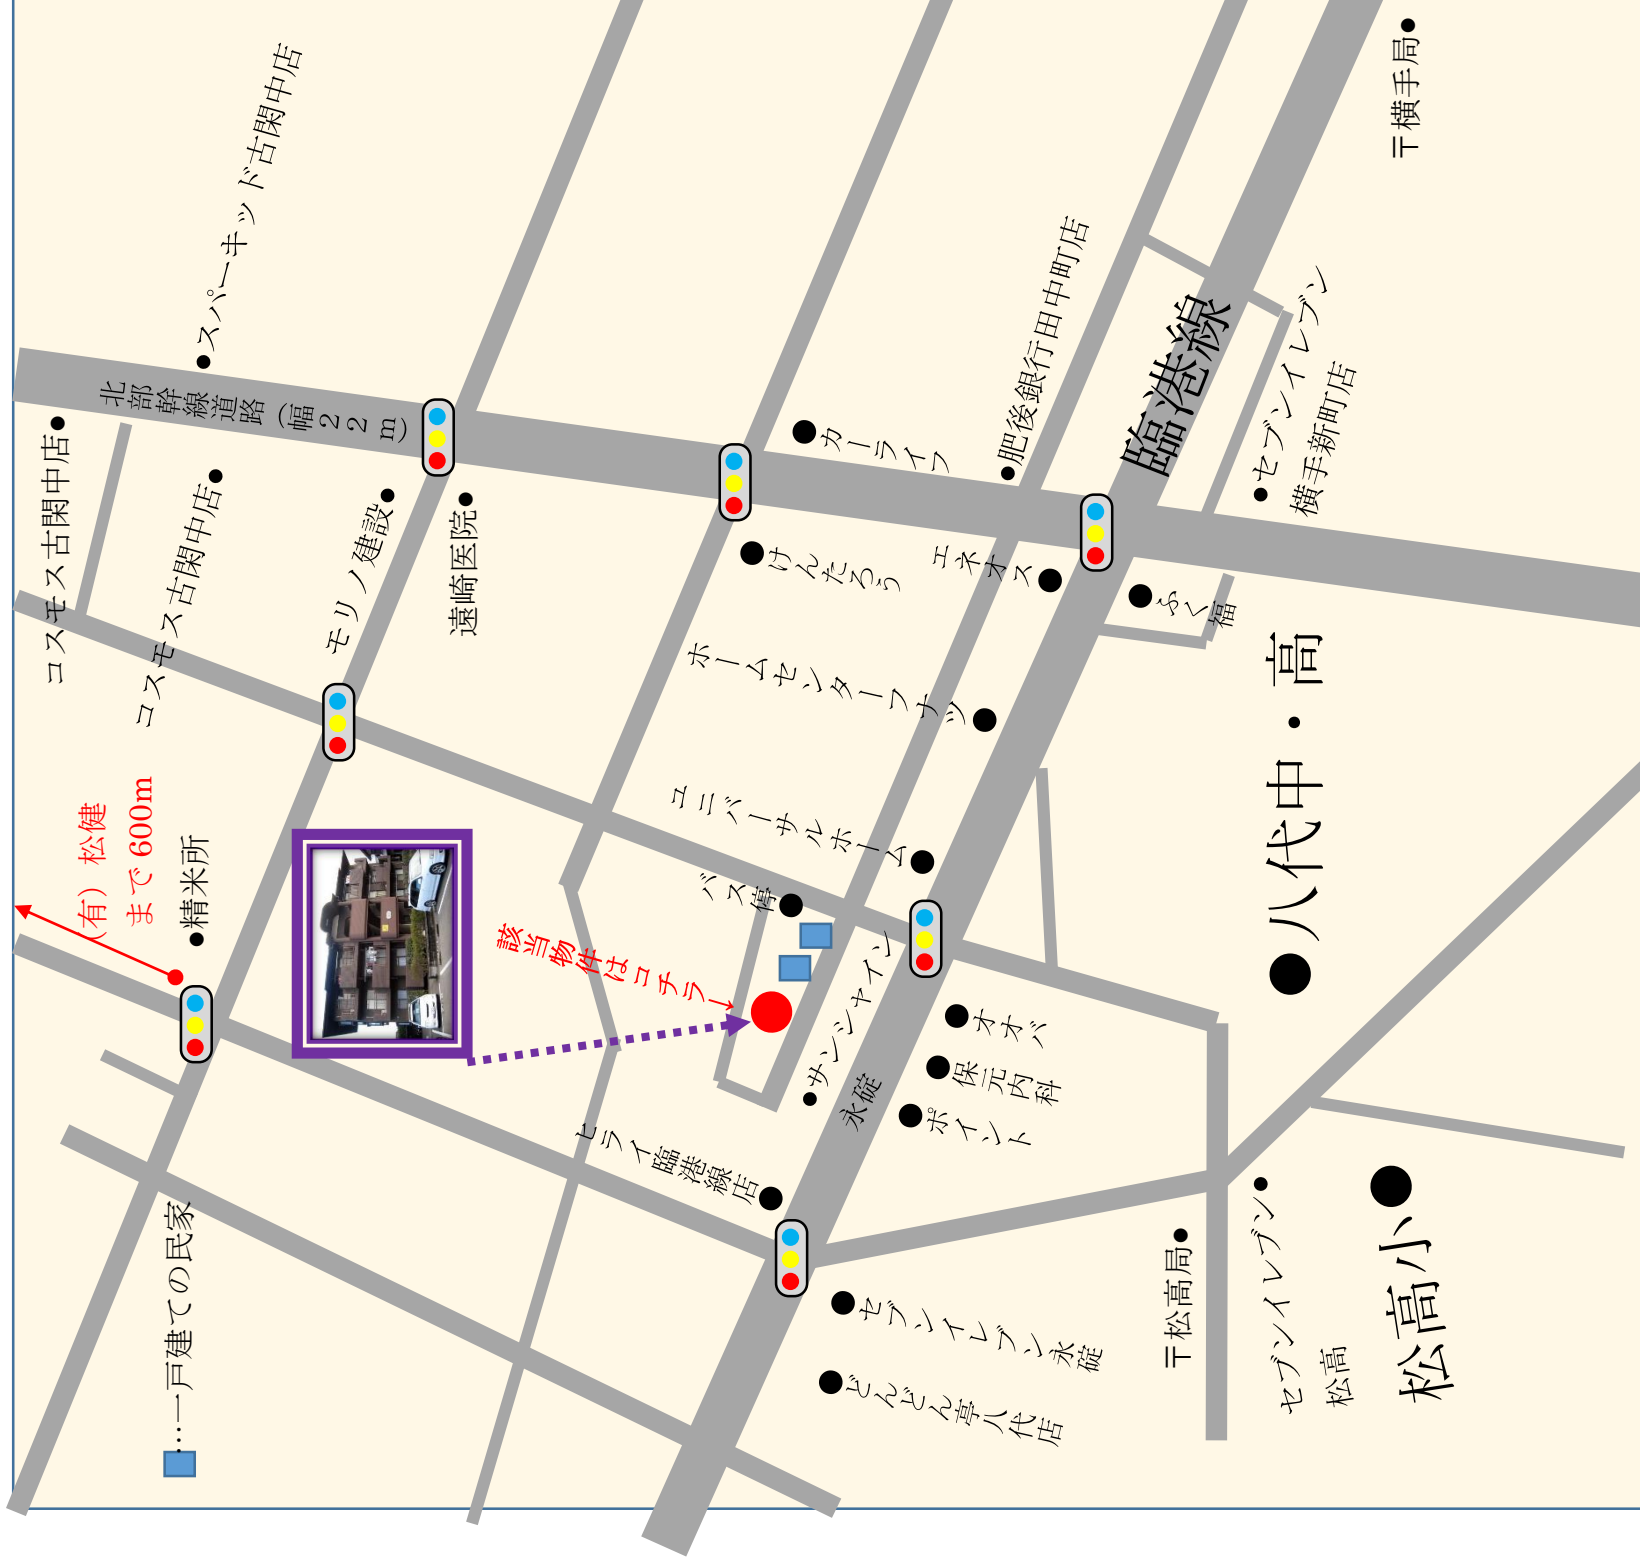 スパーキッド古閑中店
北部幹線道路(幅22m)
コスモス古閑中店
コスモス古閑中店
モリノ建設
遠崎医院
カーライフ
けんたろう
肥後銀行田中町店
エネオス
臨港線
〒横手局
セブンイレブン
横手新町店
ふく福
ホームセンターフナツ
ユニバーサルホーム
八代中・高
(有)松健
まで600m
精米所
バス停
該当物件はコチラ↓
サンシャイン
永碇
オオバ
保元内科
ポイント
ヒライ臨港線店
…一戸建ての民家
セブンイレブン永碇
どんどん亭八代店
〒松高局
セブンイレブン
松高
松高小